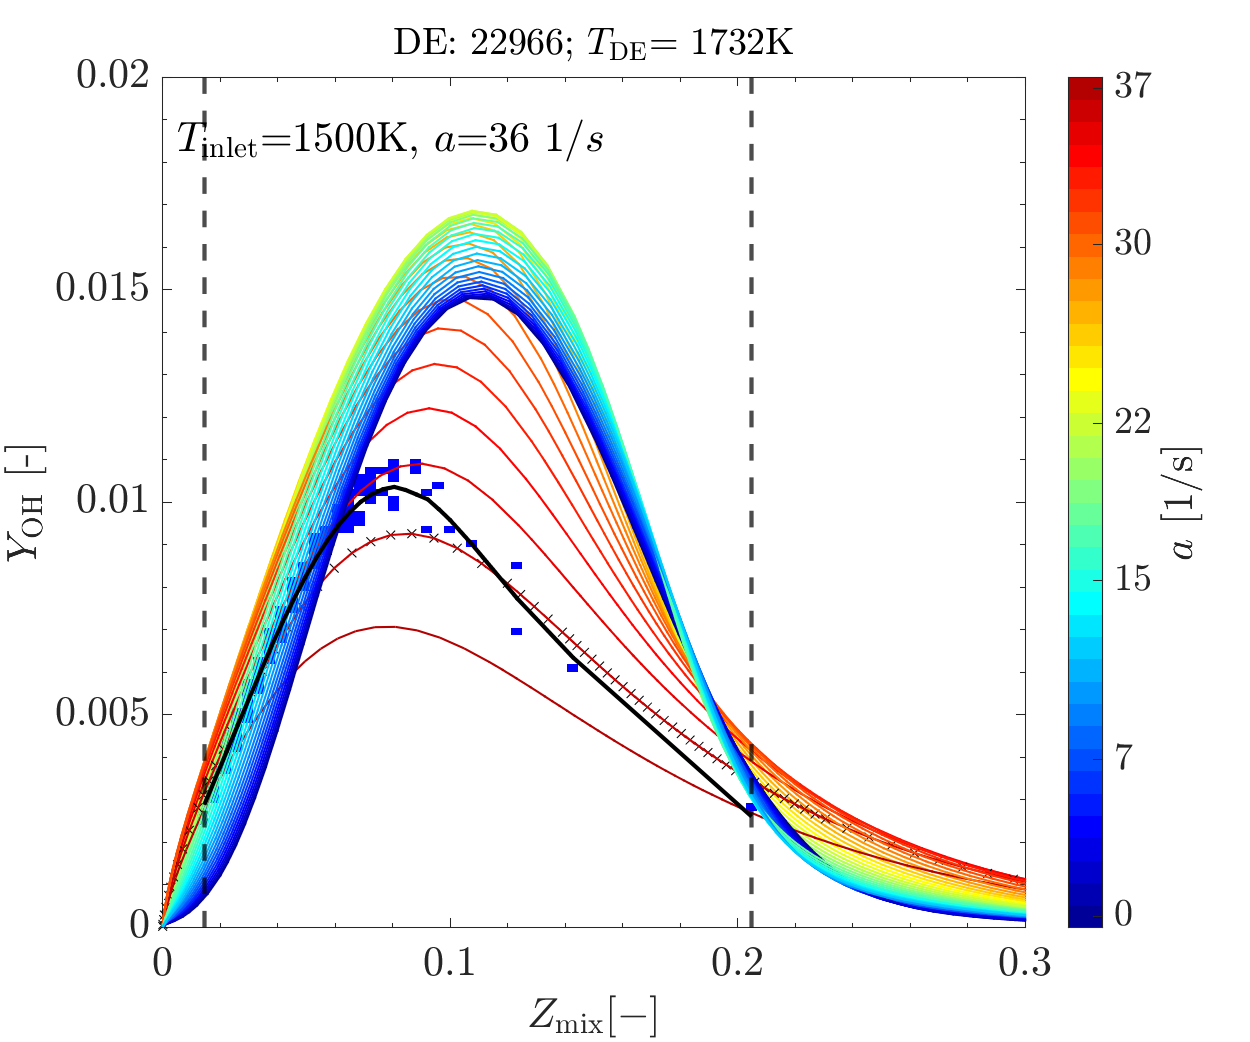 DE: 22966; T_DE= 1732K
T_inlet=1500K, a=36 1/s
0.02
0.015
0.01
0.005
0
Y_OH [-]
0 0.1 0.2 0.3
Z_mix[−]
37
30
22
15
7
0
a [1/s]